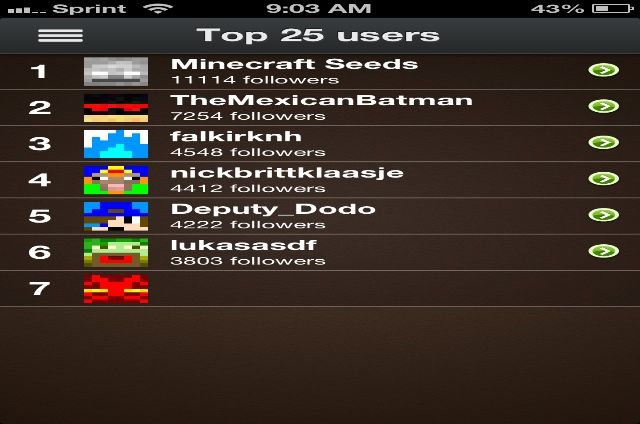 Sprint 9:03 AM 43%
Top 25 users
1 Minecraft Seeds
11114 followers
2 TheMexicanBatman
7254 followers
3 falkirknh
4548 followers
4 nickbrittklaasje
4412 followers
5 Deputy_Dodo
4222 followers
6 lukasasdf
3803 followers
7